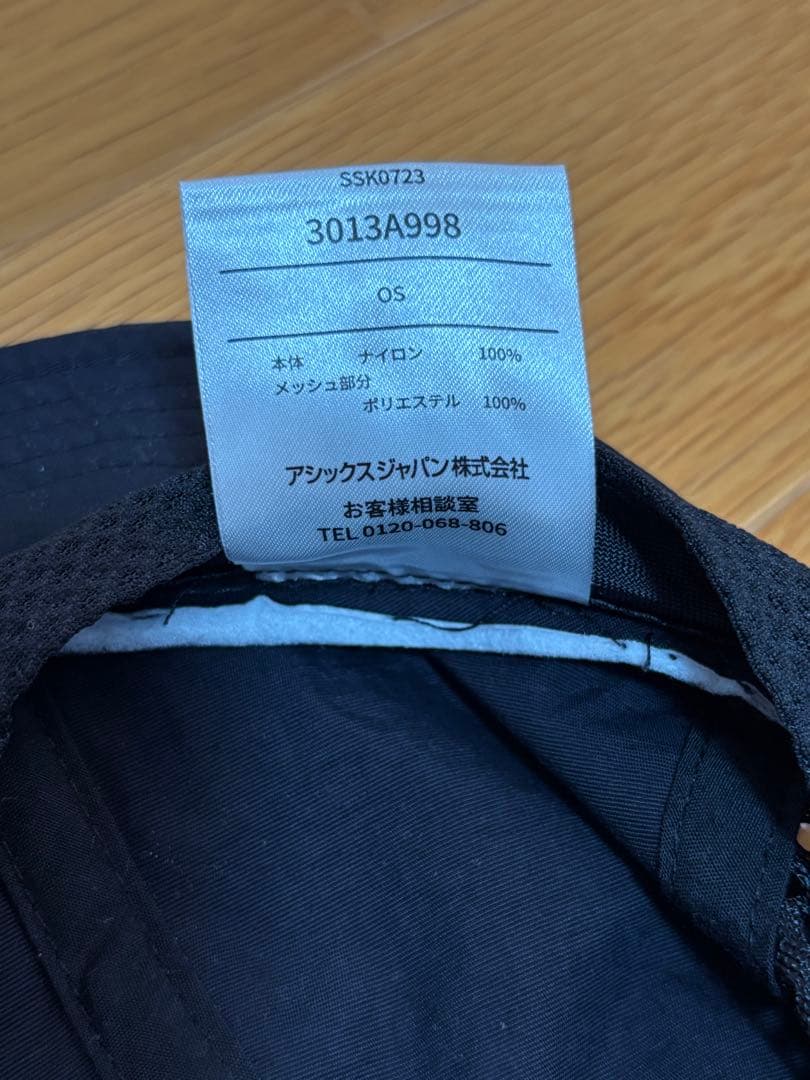 SSK0723
3013A998
OS
本体 ナイロン 100%
メッシュ部分
ポリエステル 100%
アシックスジャパン株式会社
お客様相談室
TEL 0120-068-806